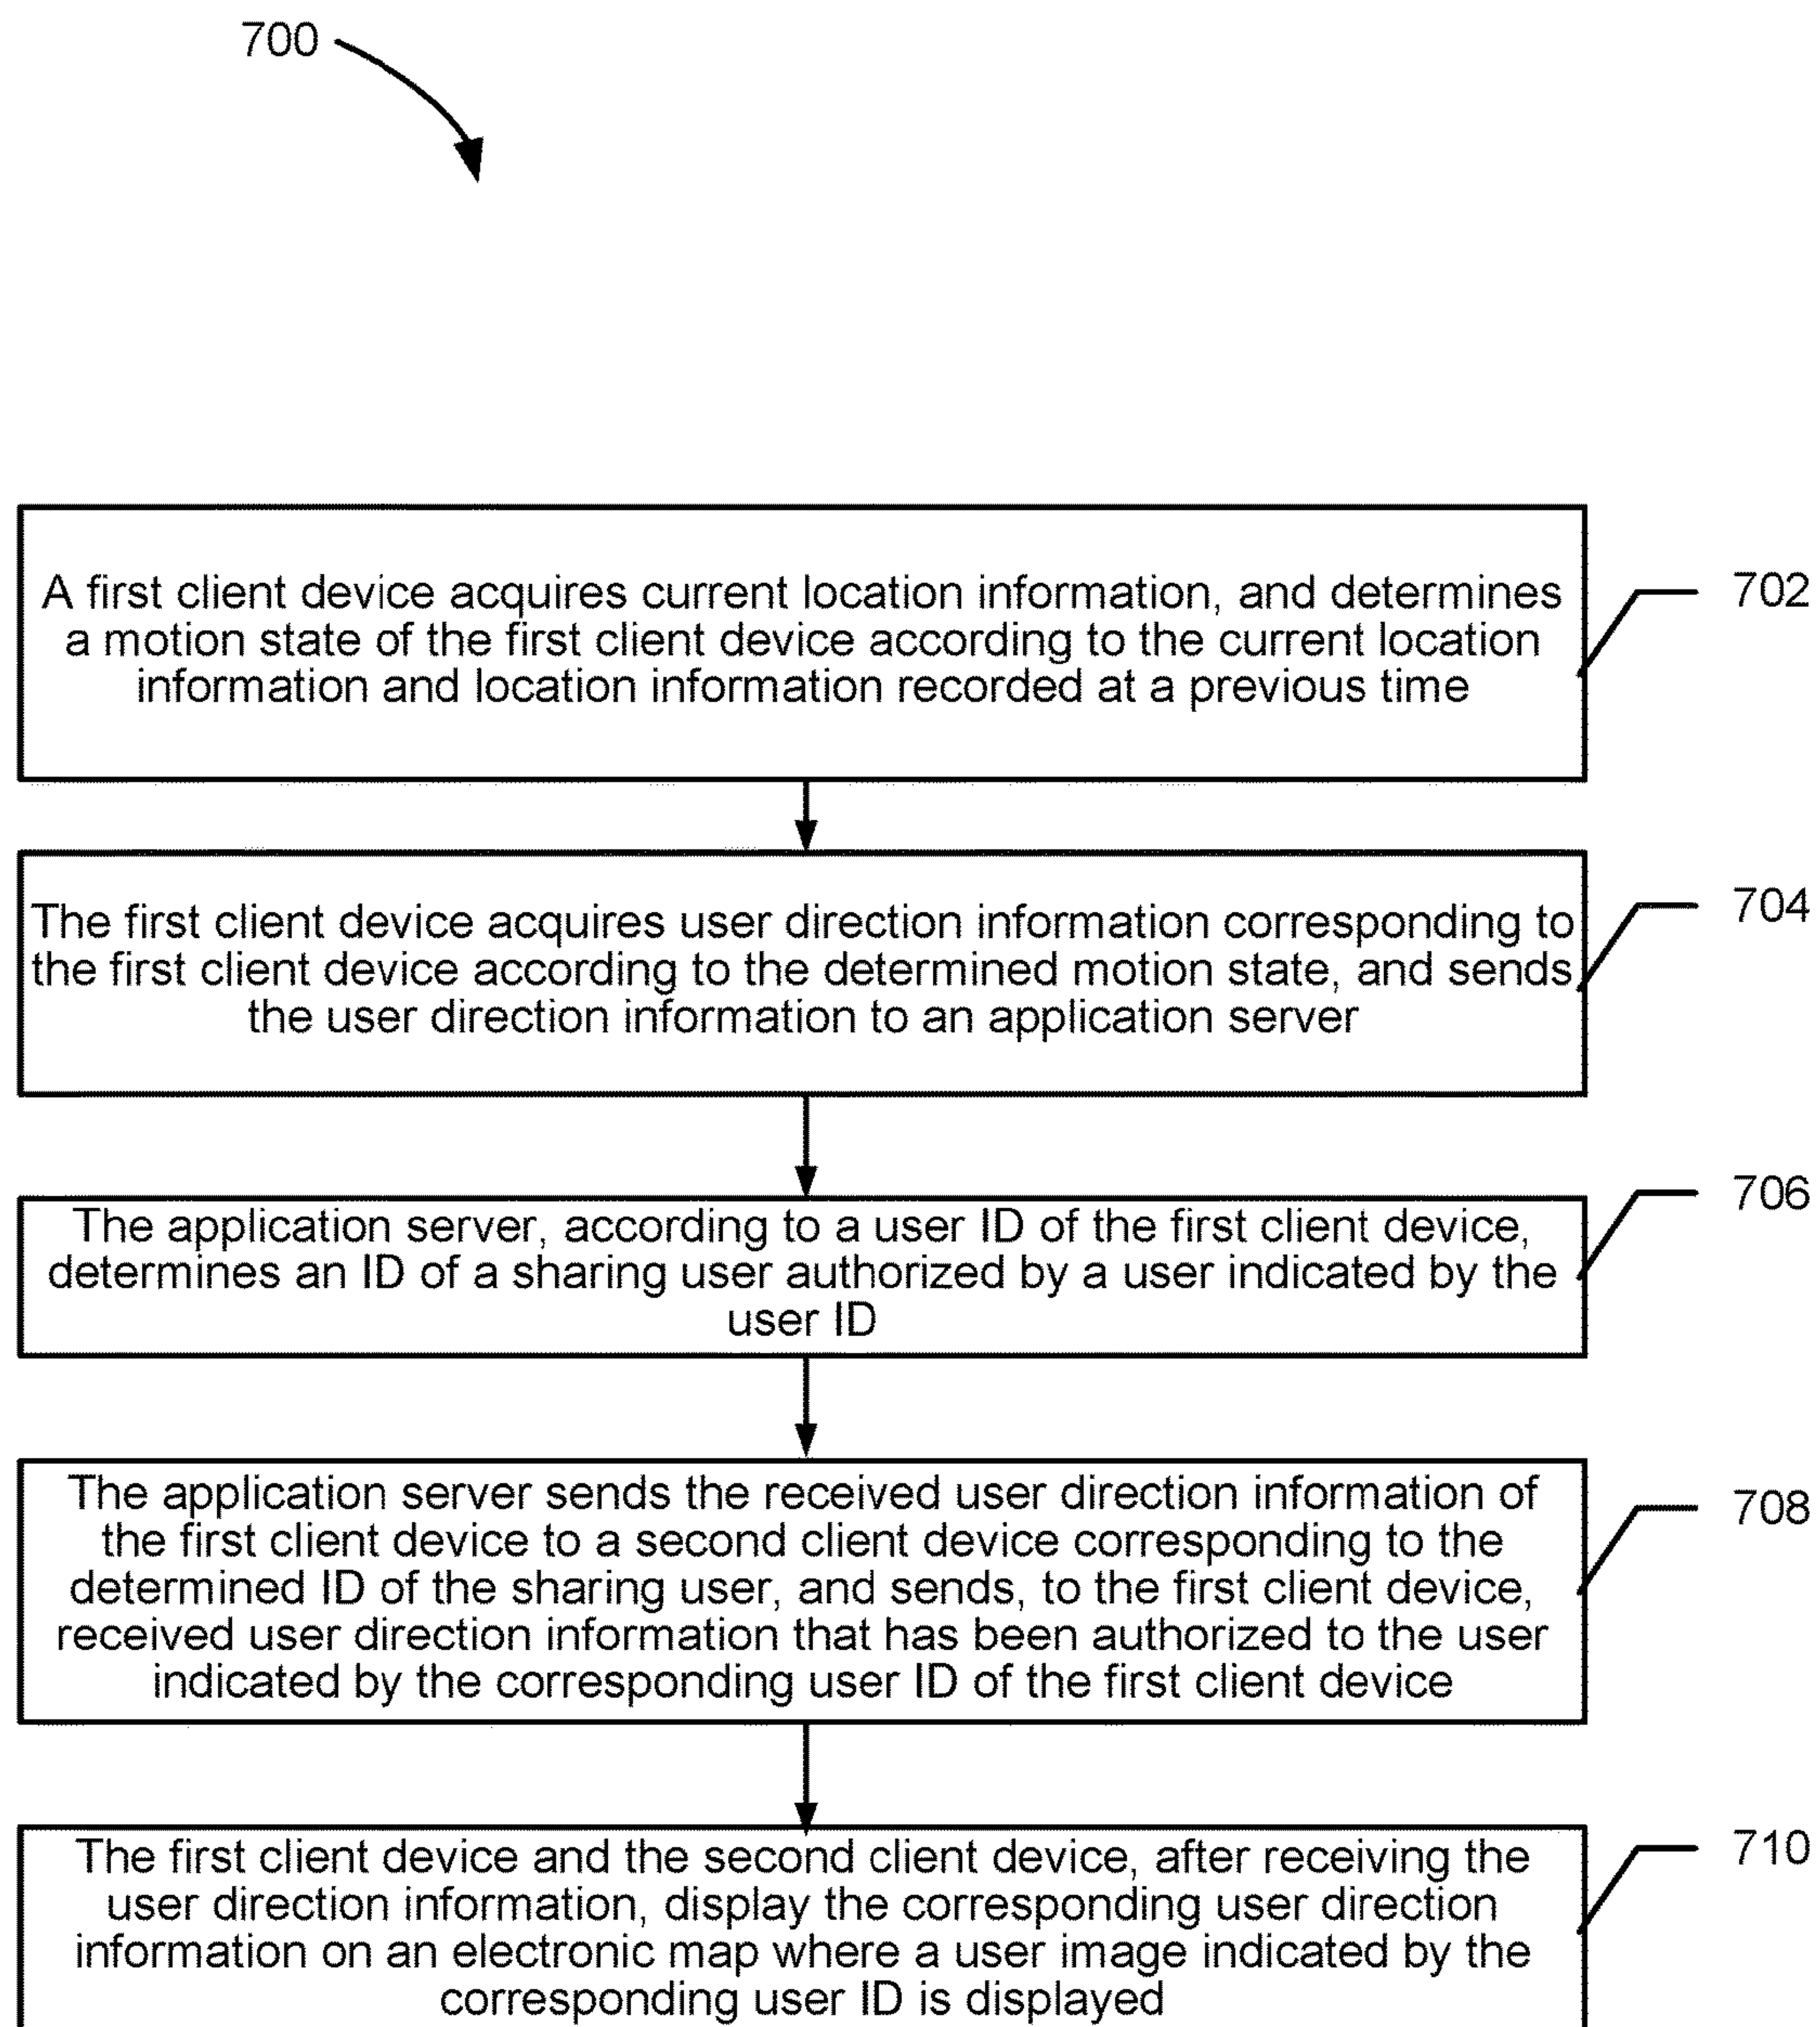 700
A first client device acquires current location information, and determines
a motion state of the first client device according to the current location
information and location information recorded at a previous time
702
The first client device acquires user direction information corresponding to
the first client device according to the determined motion state, and sends
the user direction information to an application server
704
The application server, according to a user ID of the first client device,
determines an ID of a sharing user authorized by a user indicated by the
user ID
706
The application server sends the received user direction information of
the first client device to a second client device corresponding to the
determined ID of the sharing user, and sends, to the first client device,
received user direction information that has been authorized to the user
indicated by the corresponding user ID of the first client device
708
The first client device and the second client device, after receiving the
user direction information, display the corresponding user direction
information on an electronic map where a user image indicated by the
corresponding user ID is displayed
710